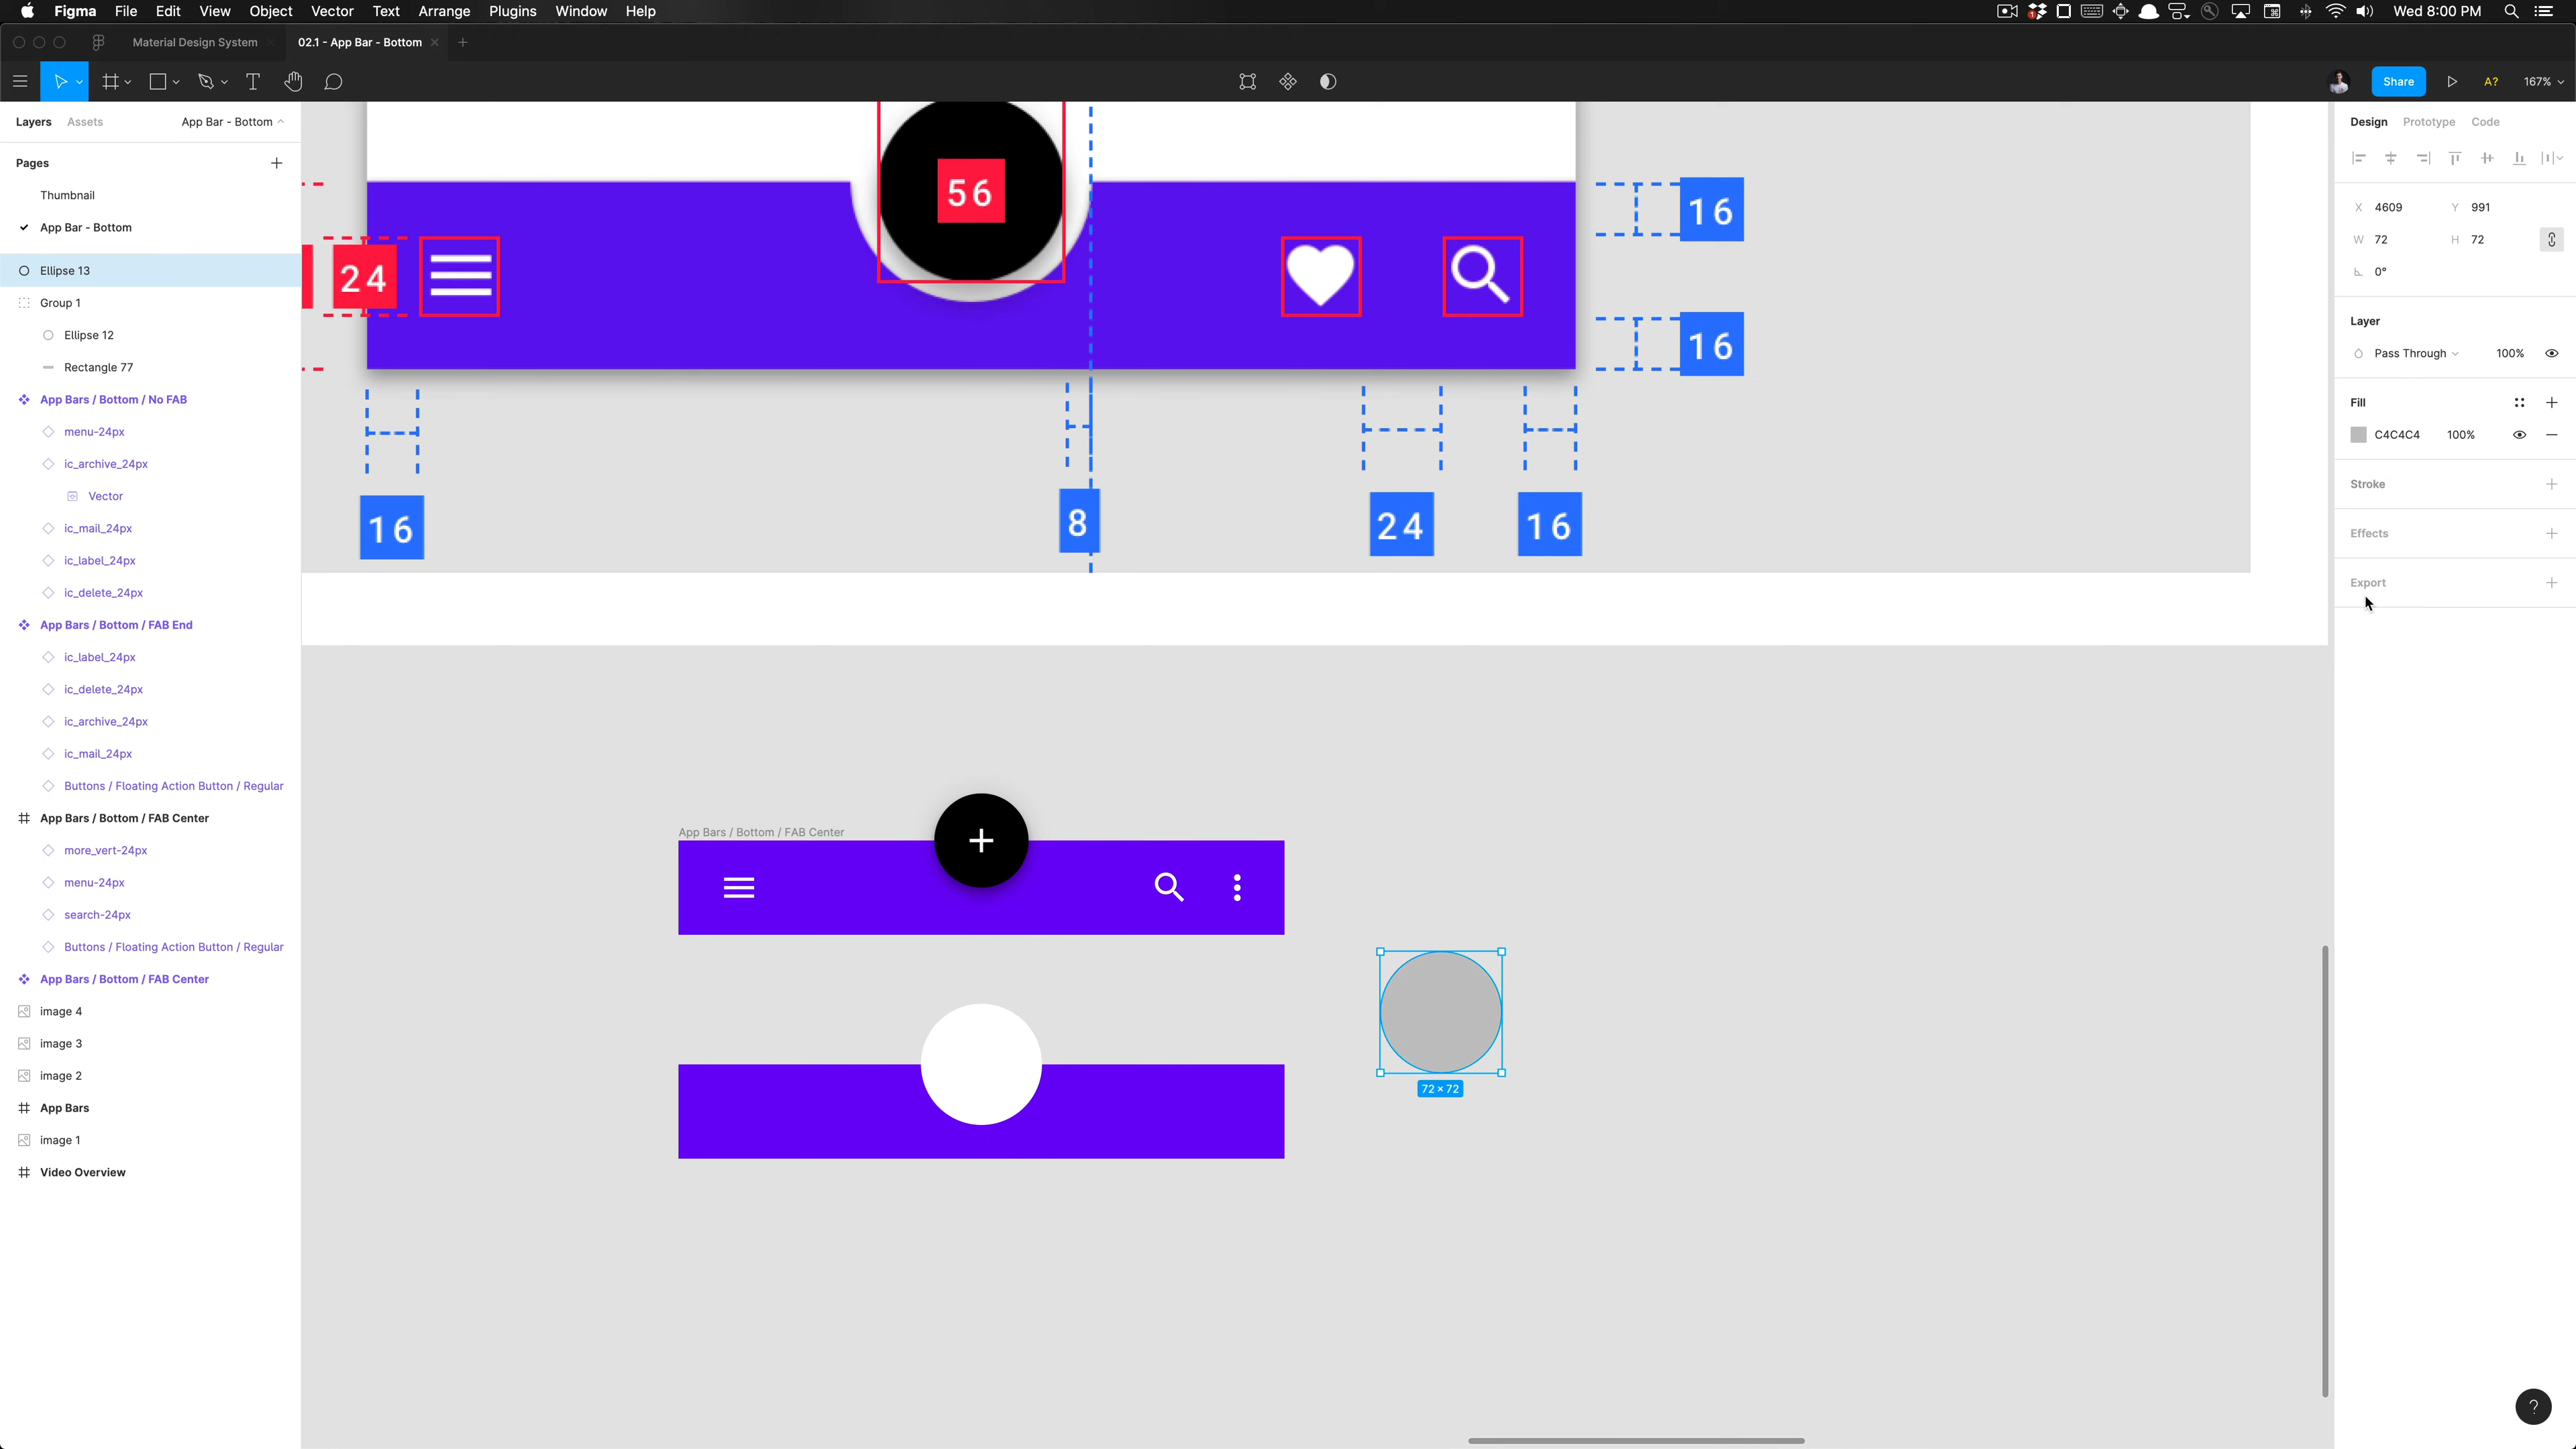 Figma File Edit View Object Vector Text Arrange Plugins Window Help
Wed 8:00 PM
Material Design System
02.1 - App Bar - Bottom
Share
A?
167%
Layers Assets
App Bar - Bottom
Pages
Thumbnail
App Bar - Bottom
Ellipse 13
Group 1
Ellipse 12
Rectangle 77
App Bars / Bottom / No FAB
menu-24px
ic_archive_24px
Vector
ic_mail_24px
ic_label_24px
ic_delete_24px
App Bars / Bottom / FAB End
ic_label_24px
ic_delete_24px
ic_archive_24px
ic_mail_24px
Buttons / Floating Action Button / Regular
App Bars / Bottom / FAB Center
more_vert-24px
menu-24px
search-24px
Buttons / Floating Action Button / Regular
App Bars / Bottom / FAB Center
image 4
image 3
image 2
App Bars
image 1
Video Overview
56
24
16
16
16
8
24
16
App Bars / Bottom / FAB Center
72 × 72
Design Prototype Code
X 4609 Y 991
W 72 H 72
0°
Layer
Pass Through 100%
Fill
C4C4C4 100%
Stroke
Effects
Export
?